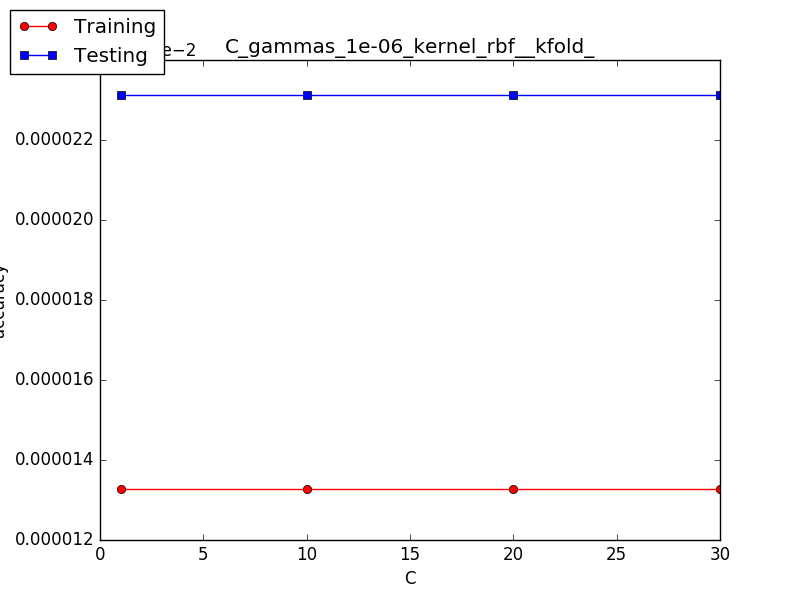 Training
Testing
e−2
C_gammas_1e-06_kernel_rbf__kfold_
0.000022
0.000020
0.000018
0.000016
0.000014
0.000012
accuracy
0 5 10 15 20 25 30
C